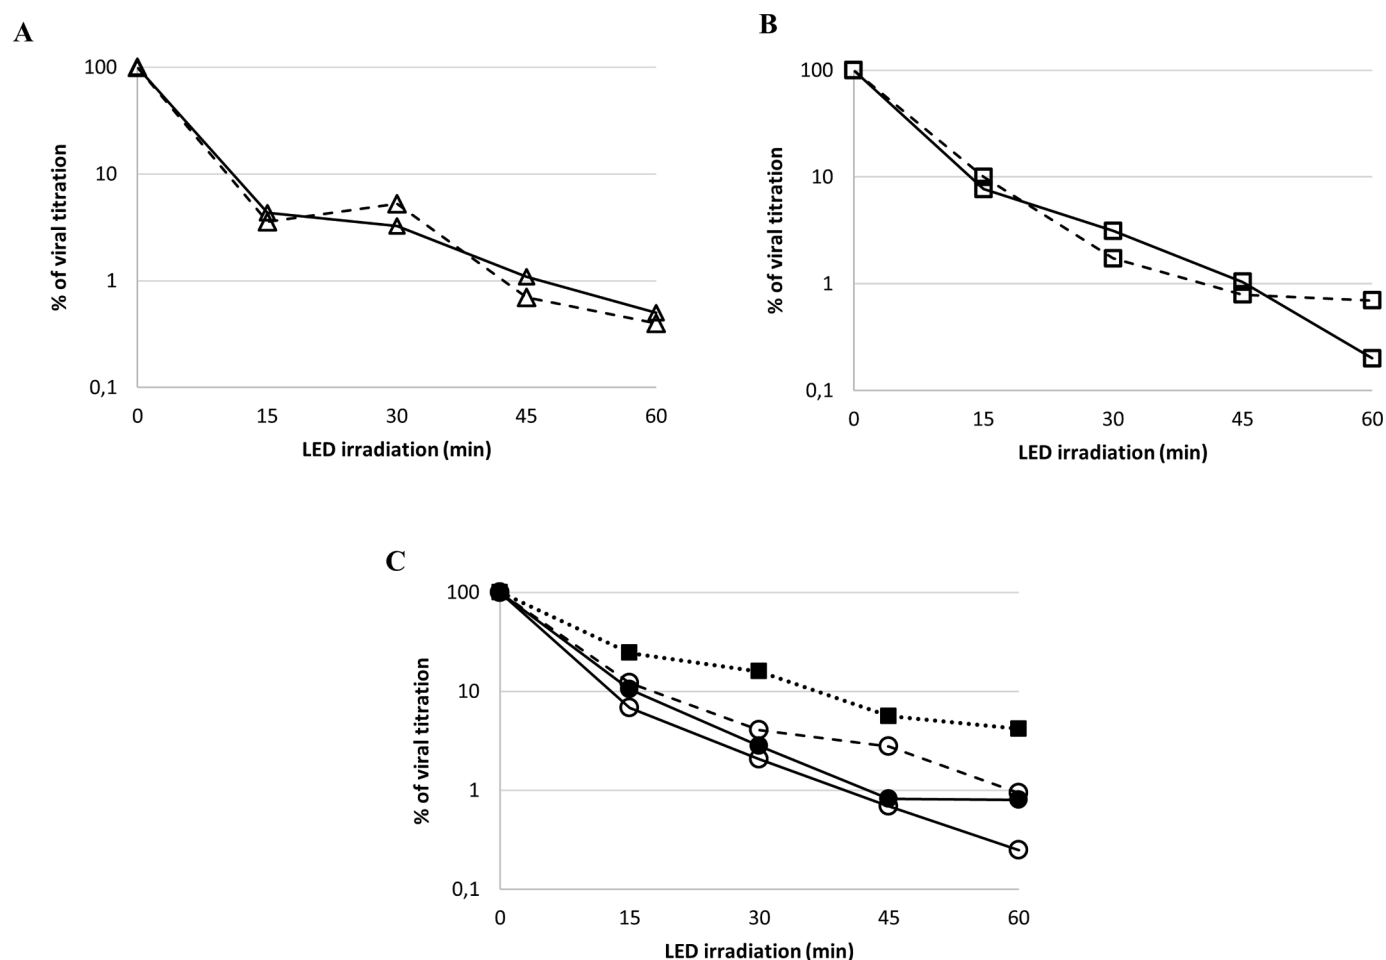 A
100
10
1
0,1
% of viral titration
0 15 30 45 60
LED irradiation (min)
B
100
10
1
0,1
% of viral titration
0 15 30 45 60
LED irradiation (min)
C
100
10
1
0,1
% of viral titration
0 15 30 45 60
LED irradiation (min)